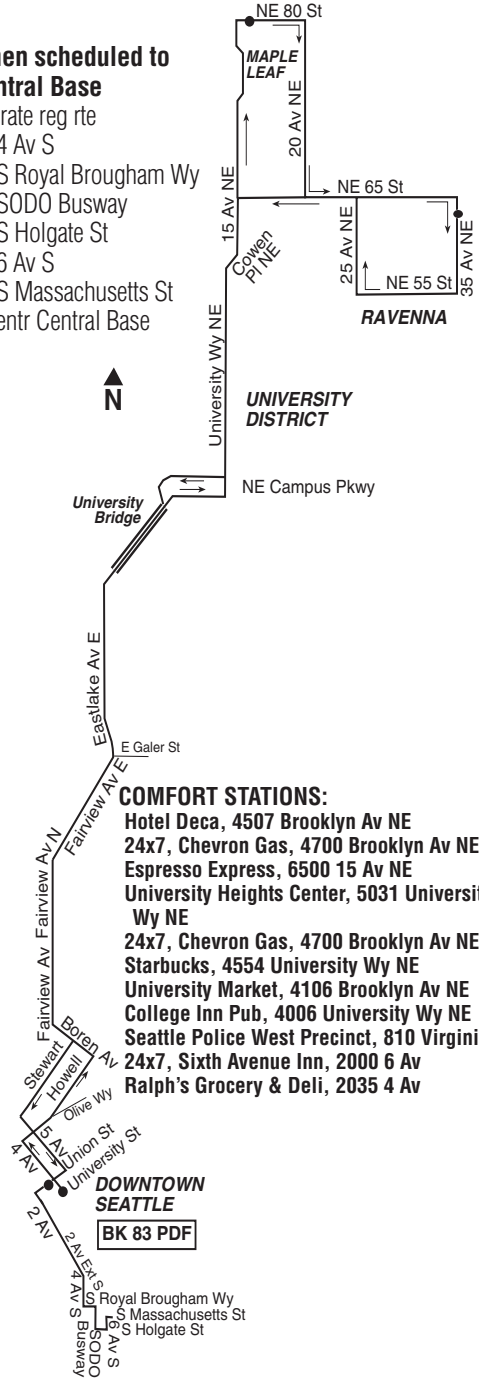 NE 80 St
MAPLE
LEAF
20 Av NE
15 Av NE
NE 65 St
Cowen
Pl NE
25 Av NE
NE 55 St
35 Av NE
RAVENNA
scheduled to
Base
rate reg rte
4 Av S
S Royal Brougham Wy
SODO Busway
S Holgate St
6 Av S
S Massachusetts St
Central Base
N
University Wy NE
UNIVERSITY
DISTRICT
NE Campus Pkwy
University
Bridge
Eastlake Av E
E Galer St
Fairview Av E
Fairview Av N
Fairview Av
COMFORT STATIONS:
Hotel Deca, 4507 Brooklyn Av NE
24x7, Chevron Gas, 4700 Brooklyn Av NE
Espresso Express, 6500 15 Av NE
University Heights Center, 5031 Universit
Wy NE
24x7, Chevron Gas, 4700 Brooklyn Av NE
Starbucks, 4554 University Wy NE
University Market, 4106 Brooklyn Av NE
College Inn Pub, 4006 University Wy NE
Seattle Police West Precinct, 810 Virgini
24x7, Sixth Avenue Inn, 2000 6 Av
Ralph's Grocery & Deli, 2035 4 Av
Boren Av
Stewart
Howell
Olive Wy
5 Av
4 Av
Union St
University St
DOWNTOWN
SEATTLE
BK 83 PDF
2 Av
2 Av Ext S
4 Av S
S Royal Brougham Wy
S Massachusetts St
S Holgate St
6 Av S
SODO
Busway